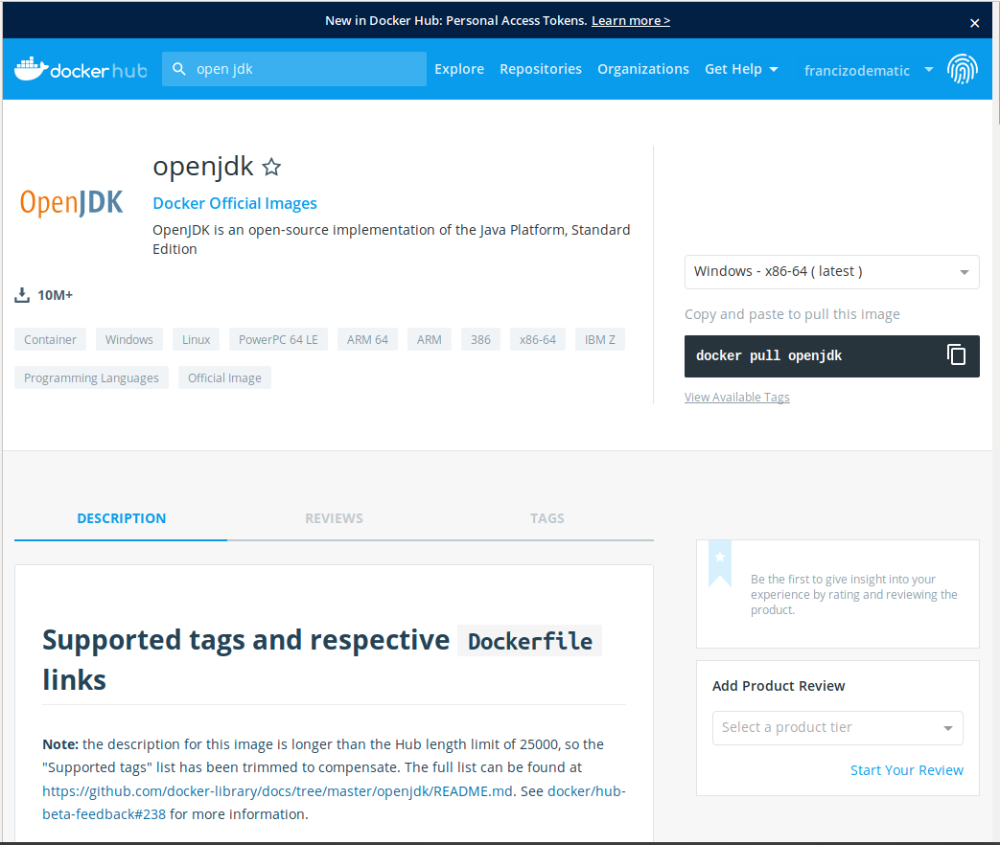 New in Docker Hub: Personal Access Tokens. Learn more >
dockerhub
open jdk
Explore
Repositories
Organizations
Get Help
francizodematic
openjdk
OpenJDK
Docker Official Images
OpenJDK is an open-source implementation of the Java Platform, Standard
Edition
10M+
Container
Windows
Linux
PowerPC 64 LE
ARM 64
ARM
386
x86-64
IBM Z
Programming Languages
Official Image
Windows - x86-64 ( latest )
Copy and paste to pull this image
docker pull openjdk
View Available Tags
DESCRIPTION
REVIEWS
TAGS
Supported tags and respective Dockerfile
links
Note: the description for this image is longer than the Hub length limit of 25000, so the
"Supported tags" list has been trimmed to compensate. The full list can be found at
https://github.com/docker-library/docs/tree/master/openjdk/README.md. See docker/hub-
beta-feedback#238 for more information.
Be the first to give insight into your
experience by rating and reviewing the
product.
Add Product Review
Select a product tier
Start Your Review